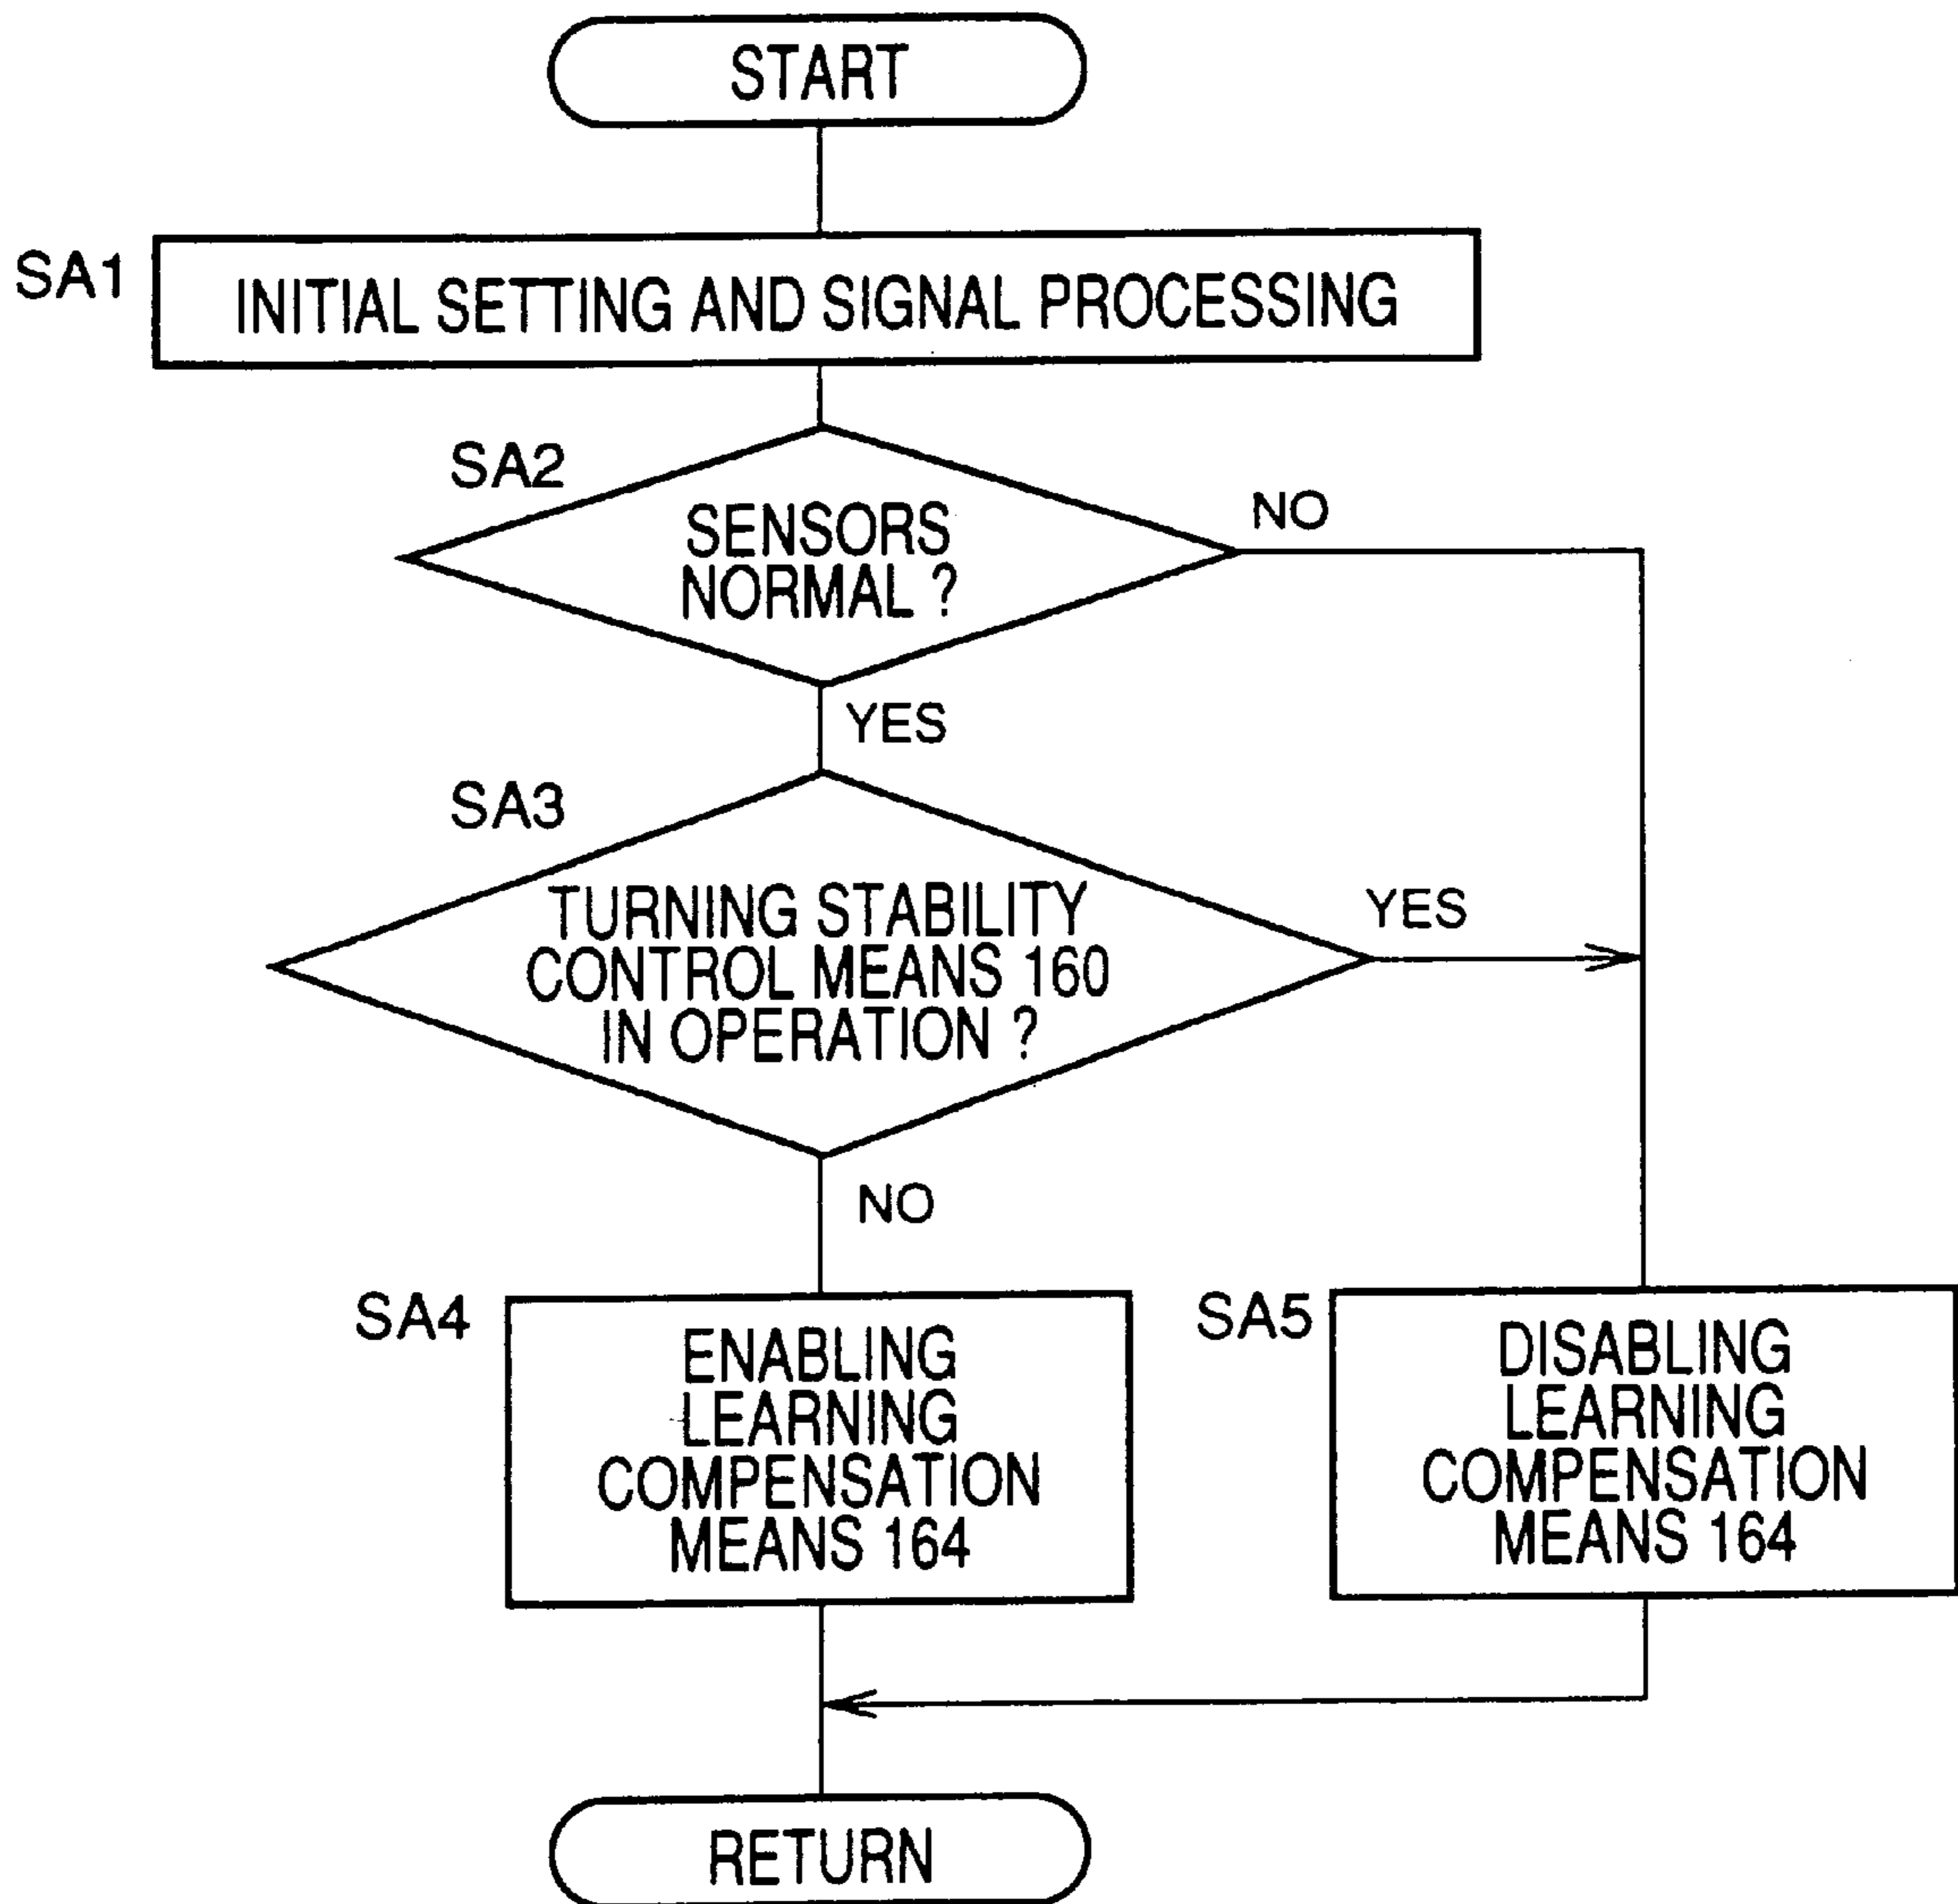 START
SA1
INITIAL SETTING AND SIGNAL PROCESSING
SA2
SENSORS
NORMAL ?
NO
YES
SA3
TURNING STABILITY
CONTROL MEANS 160
IN OPERATION ?
YES
NO
SA4
ENABLING
LEARNING
COMPENSATION
MEANS 164
SA5
DISABLING
LEARNING
COMPENSATION
MEANS 164
RETURN